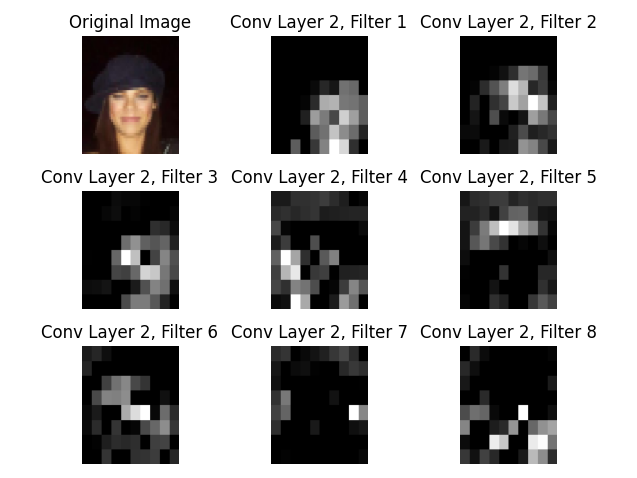 Original Image
Conv Layer 2, Filter 1
Conv Layer 2, Filter 2
Conv Layer 2, Filter 3
Conv Layer 2, Filter 4
Conv Layer 2, Filter 5
Conv Layer 2, Filter 6
Conv Layer 2, Filter 7
Conv Layer 2, Filter 8